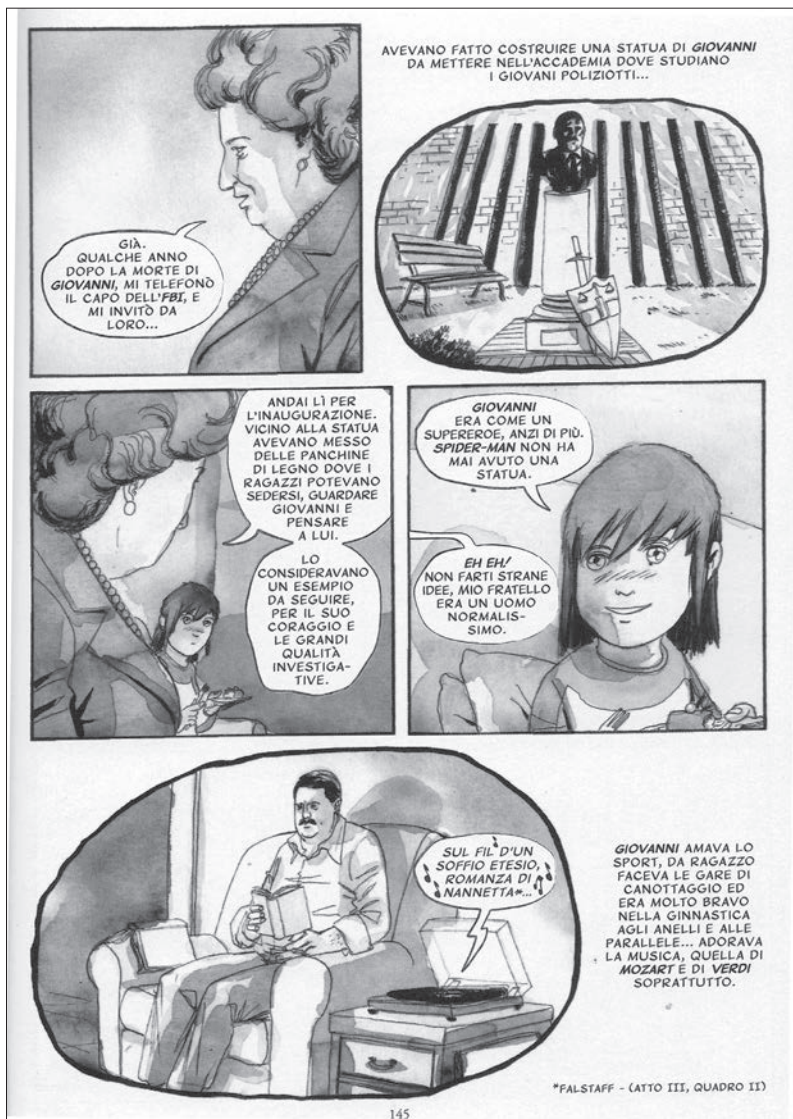 GIÀ.
QUALCHE ANNO
DOPO LA MORTE DI
GIOVANNI, MI TELEFONÒ
IL CAPO DELL'FBI, E
MI INVITÒ DA
LORO...
AVEVANO FATTO COSTRUIRE UNA STATUA DI GIOVANNI
DA METTERE NELL'ACCADEMIA DOVE STUDIANO
I GIOVANI POLIZIOTTI...
ANDAI LÌ PER
L'INAUGURAZIONE.
VICINO ALLA STATUA
AVEVANO MESSO
DELLE PANCHINE
DI LEGNO DOVE I
RAGAZZI POTEVANO
SEDERSI, GUARDARE
GIOVANNI E
PENSARE
A LUI.
LO
CONSIDERAVANO
UN ESEMPIO
DA SEGUIRE,
PER IL SUO
CORAGGIO E
LE GRANDI
QUALITÀ
INVESTIGA-
TIVE.
GIOVANNI
ERA COME UN
SUPEREROE, ANZI DI PIÙ.
SPIDER-MAN NON HA
MAI AVUTO UNA
STATUA.
EH EH!
NON FARTI STRANE
IDEE, MIO FRATELLO
ERA UN UOMO
NORMALIS-
SIMO.
SUL FIL D'UN
SOFFIO ETESIO,
ROMANZA DI
NANNETTA*...
GIOVANNI AMAVA LO
SPORT, DA RAGAZZO
FACEVA LE GARE DI
CANOTTAGGIO ED
ERA MOLTO BRAVO
NELLA GINNASTICA
AGLI ANELLI E ALLE
PARALLELE... ADORAVA
LA MUSICA, QUELLA DI
MOZART E DI VERDI
SOPRATTUTTO.
*FALSTAFF - (ATTO III, QUADRO II)
145